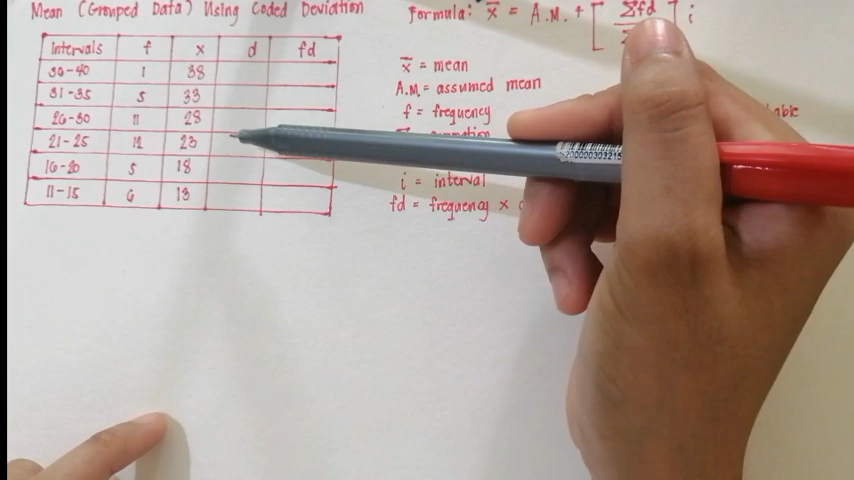 Mean (Grouped Data) Using Coded Deviation
Intervals f x d fd
36-40 1 38
31-35 5 33
26-30 11 28
21-25 12 23
16-20 5 18
11-15 6 13
Formula: x̄ = A.M. + [ Σfd ] i
x̄ = mean
A.M. = assumed mean
f = frequency
i = interval
fd = frequency ×
2000000303215